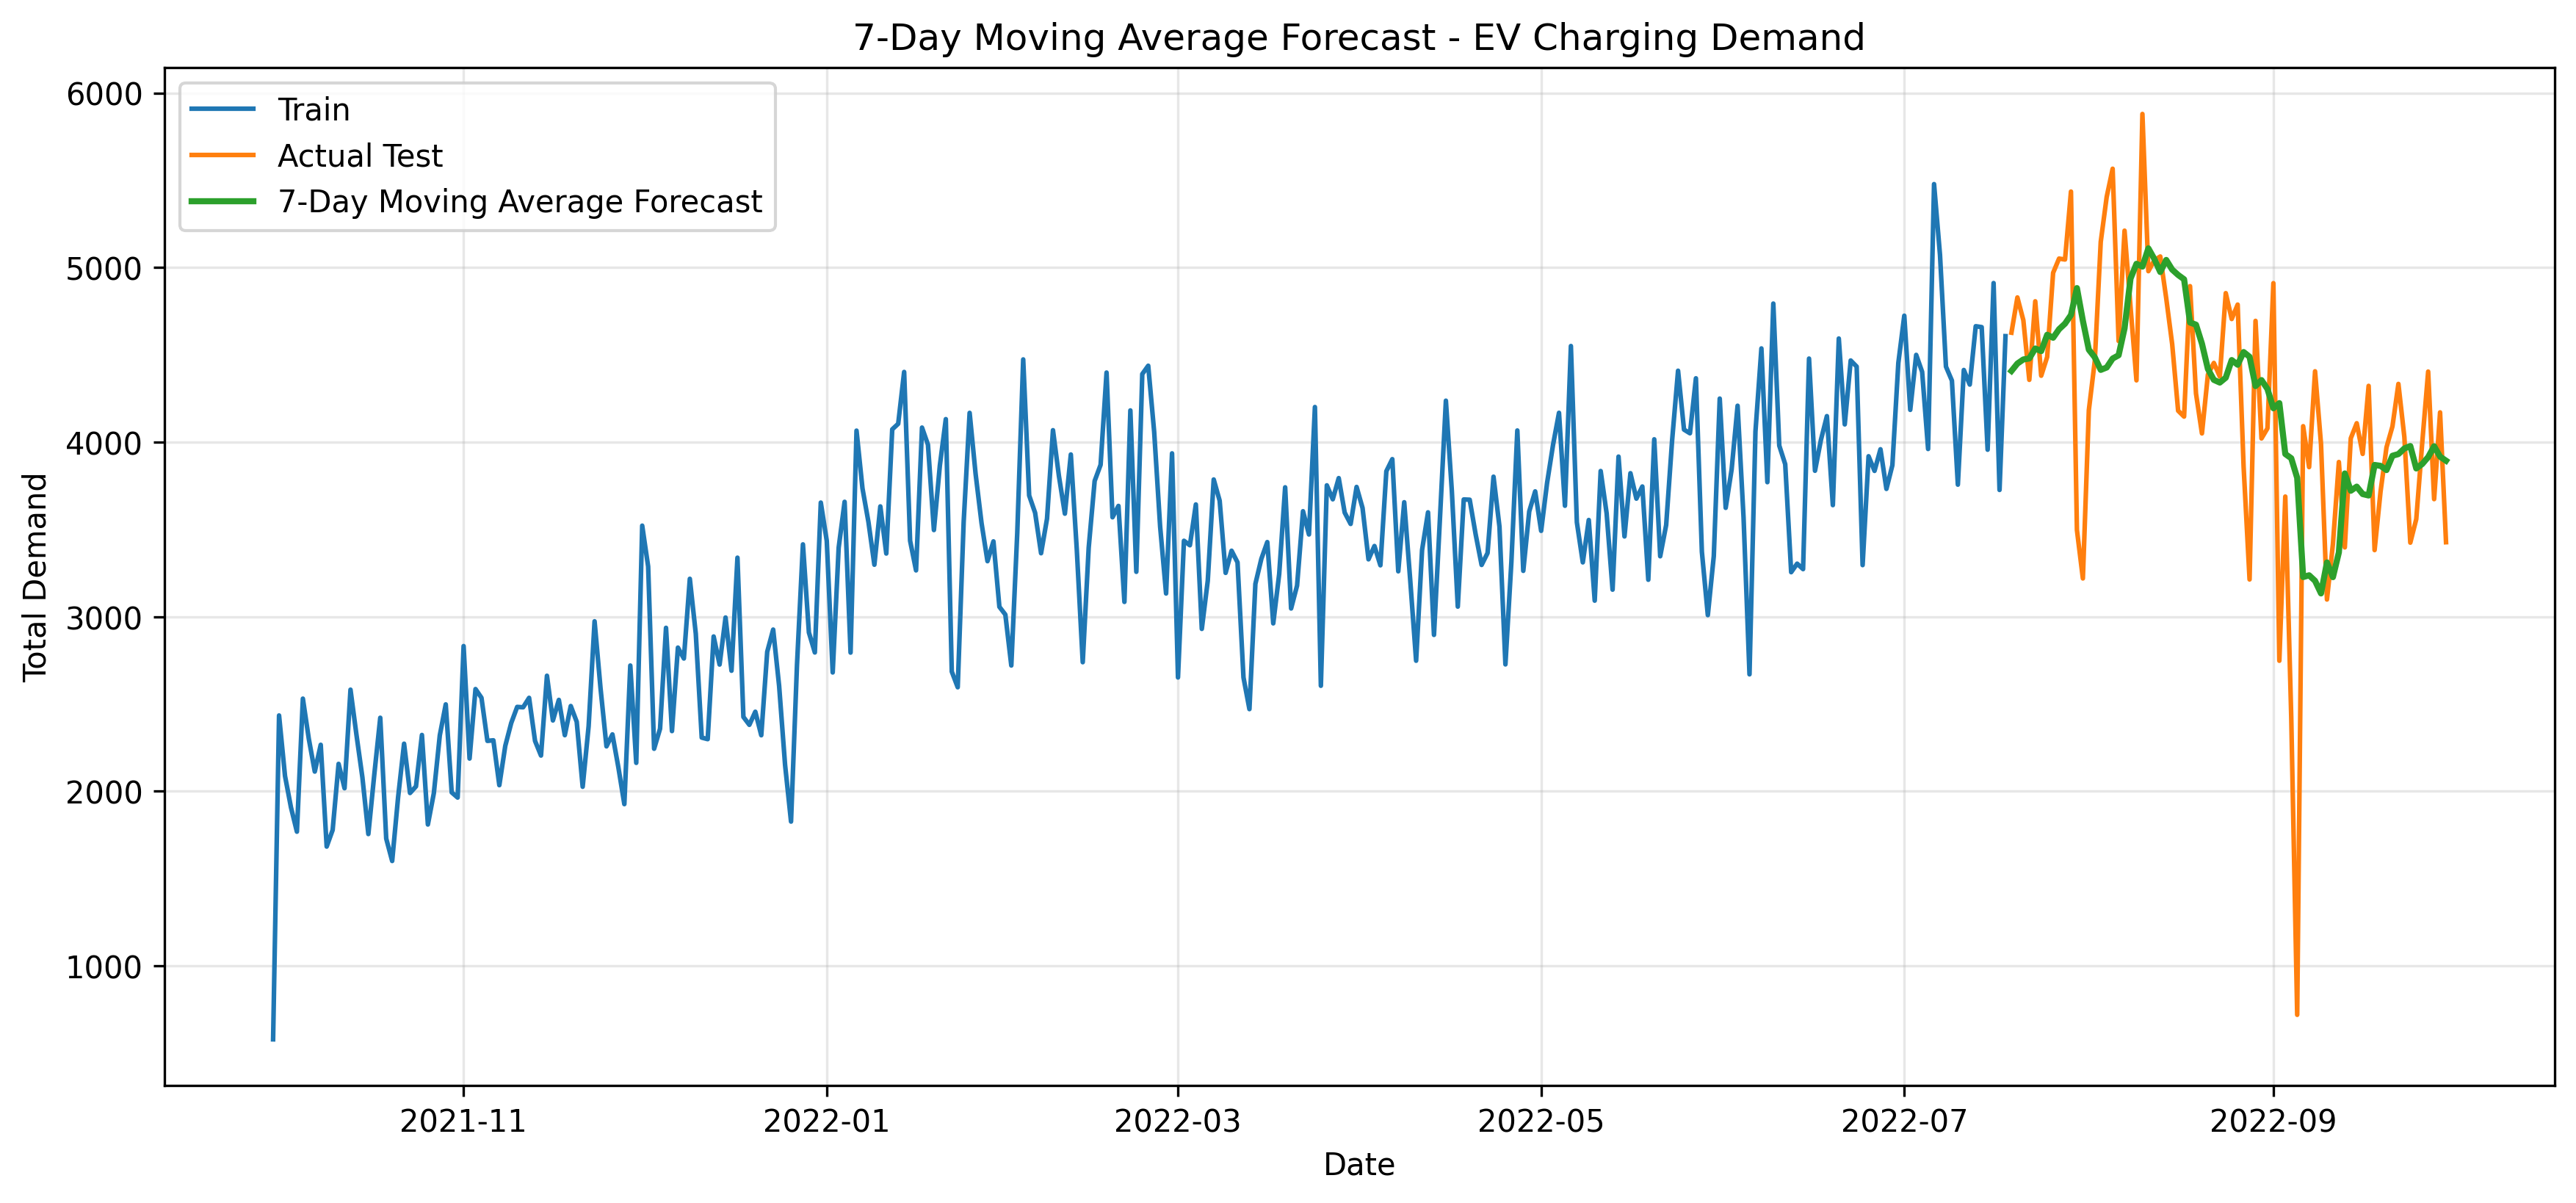 7-Day Moving Average Forecast - EV Charging Demand
Train
Actual Test
7-Day Moving Average Forecast
6000
5000
4000
3000
2000
1000
Total Demand
2021-11
2022-01
2022-03
2022-05
2022-07
2022-09
Date